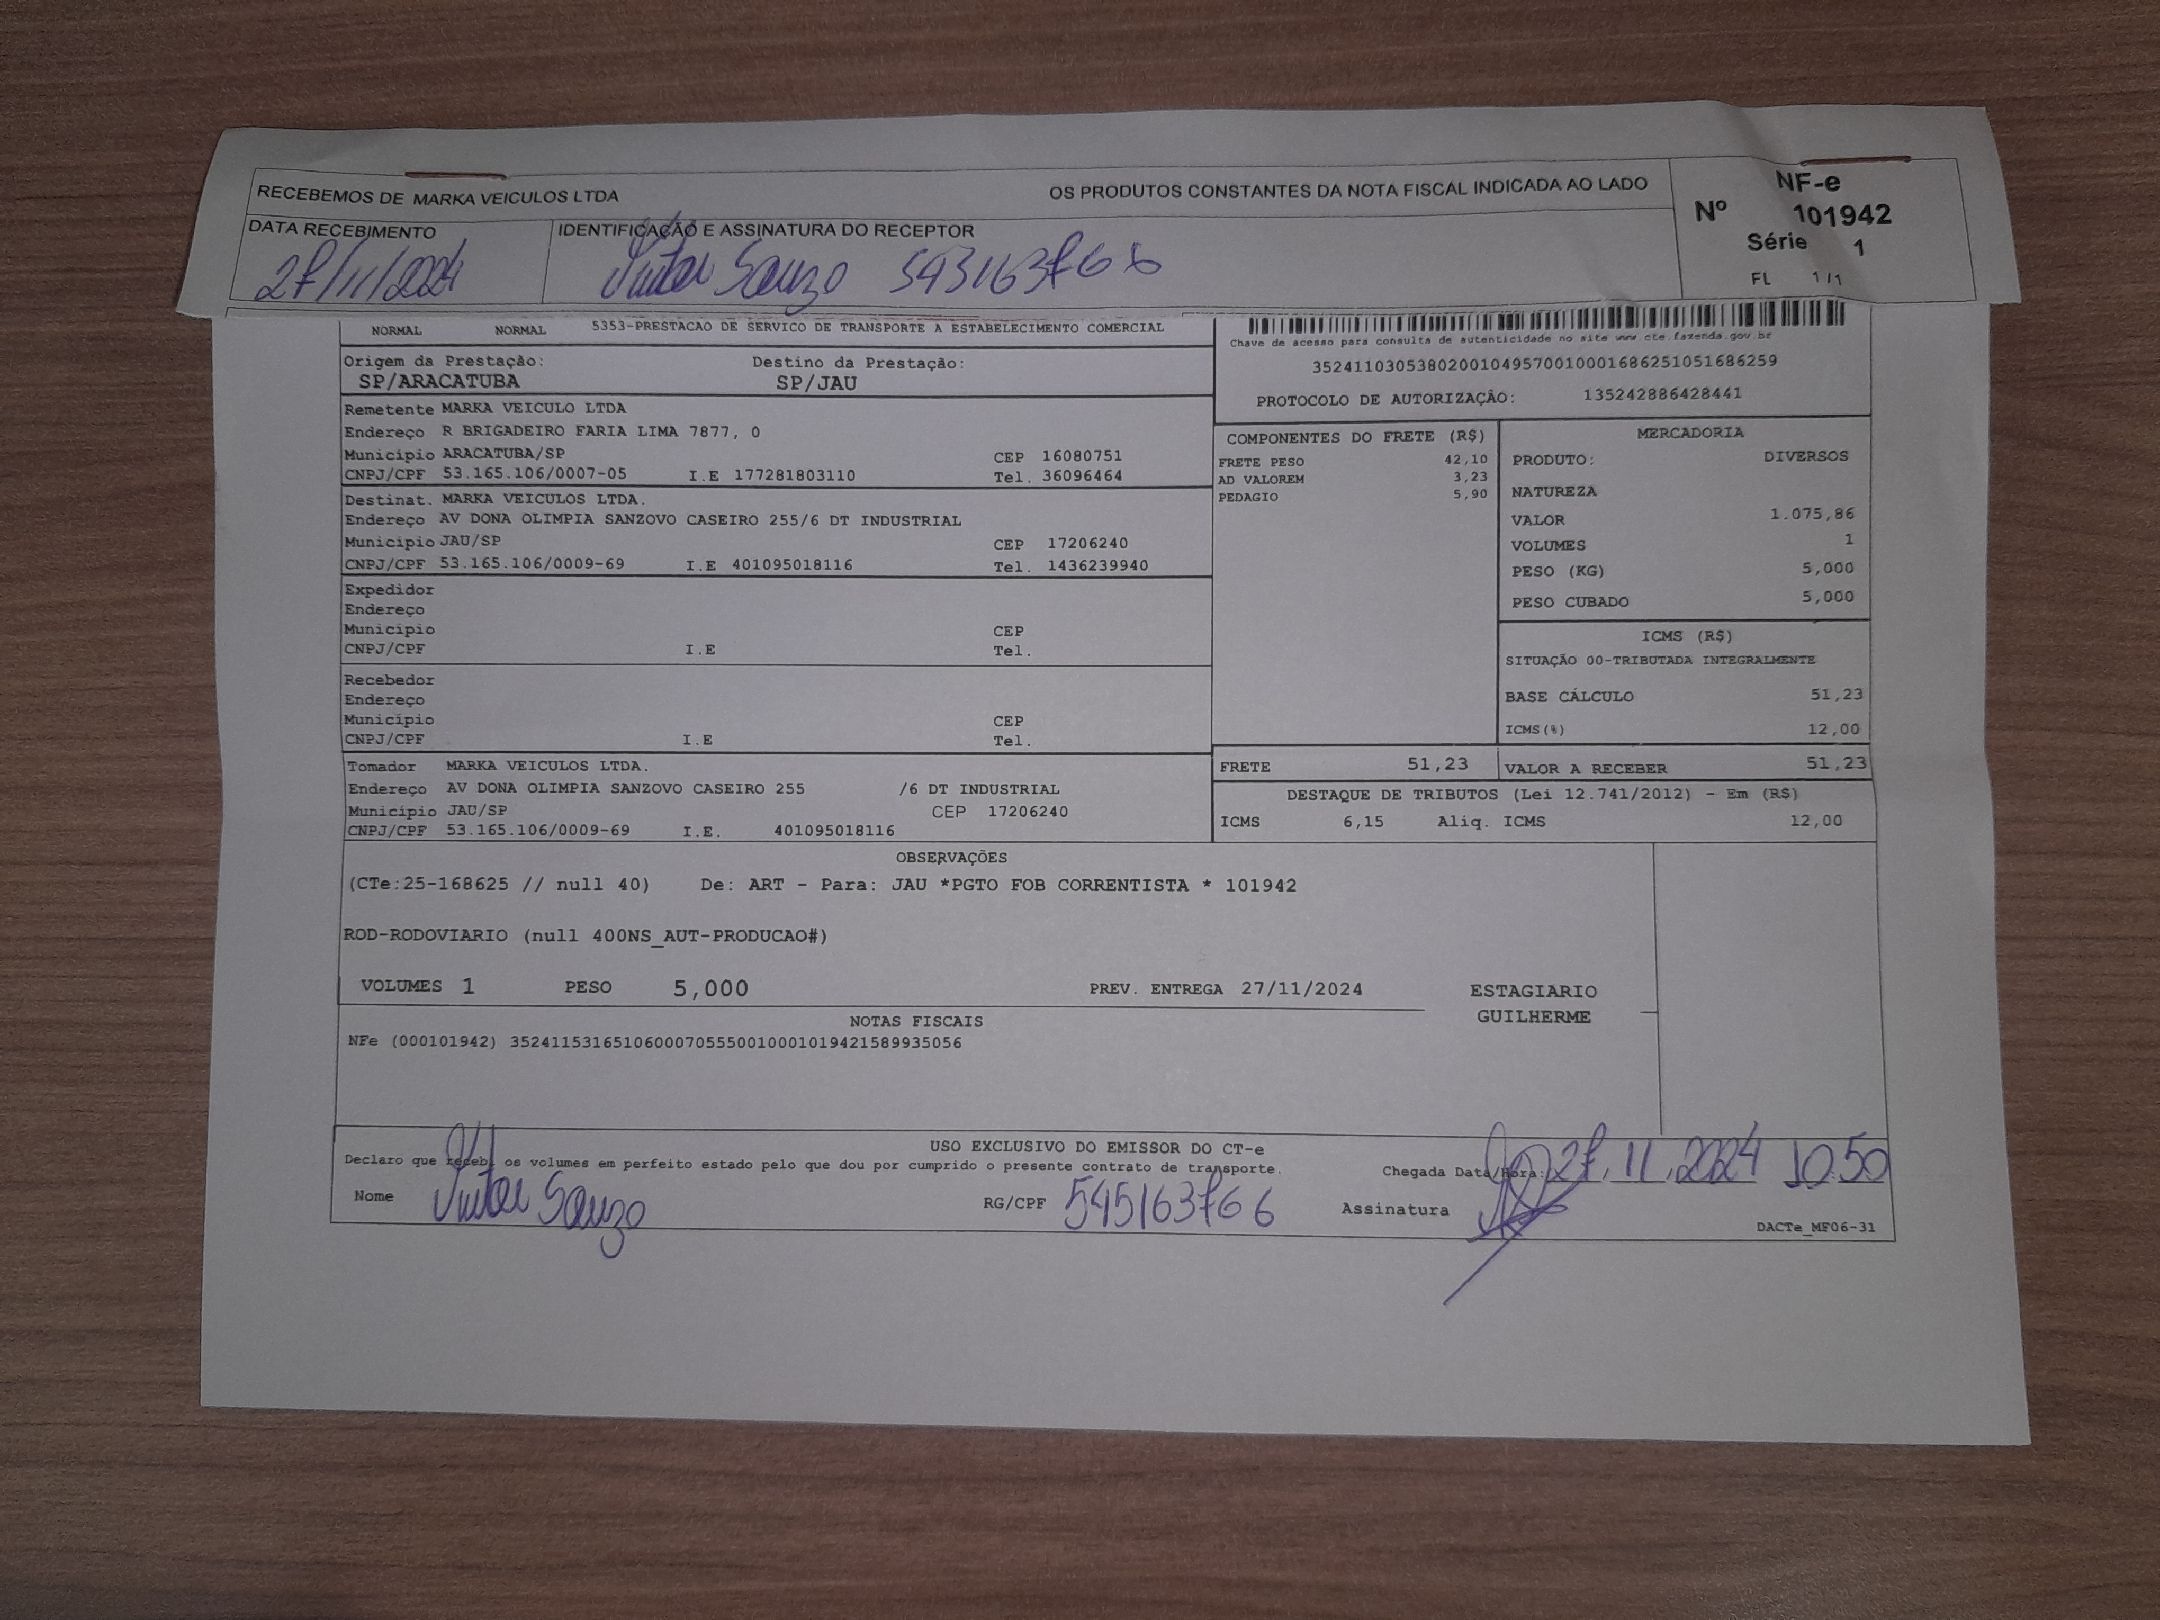 RECEBEMOS DE MARKA VEICULOS LTDA OS PRODUTOS CONSTANTES DA NOTA FISCAL INDICADA AO LADO
NF-e
Nº 101942
Série 1
FL 1 /1
DATA RECEBIMENTO IDENTIFICAÇÃO E ASSINATURA DO RECEPTOR
27/11/2024 Souza
NORMAL NORMAL 5353-PRESTACAO DE SERVICO DE TRANSPORTE A ESTABELECIMENTO COMERCIAL
Chave de acesso para consulta de autenticidade no site www.cte.fazenda.gov.br
35241103053802001049570010001686251051686259
PROTOCOLO DE AUTORIZAÇÃO: 135242886428441
Origem da Prestação: Destino da Prestação:
SP/ARACATUBA SP/JAU
Remetente MARKA VEICULO LTDA
Endereço R BRIGADEIRO FARIA LIMA 7877, 0
Município ARACATUBA/SP CEP 16080751
CNPJ/CPF 53.165.106/0007-05 I.E 177281803110 Tel. 36096464
Destinat. MARKA VEICULOS LTDA.
Endereço AV DONA OLIMPIA SANZOVO CASEIRO 255/6 DT INDUSTRIAL
Município JAU/SP CEP 17206240
CNPJ/CPF 53.165.106/0009-69 I.E 401095018116 Tel. 1436239940
Expedidor
Endereço
Município CEP
CNPJ/CPF I.E Tel.
Recebedor
Endereço
Município CEP
CNPJ/CPF I.E Tel.
Tomador MARKA VEICULOS LTDA.
Endereço AV DONA OLIMPIA SANZOVO CASEIRO 255 /6 DT INDUSTRIAL
Município JAU/SP CEP 17206240
CNPJ/CPF 53.165.106/0009-69 I.E. 401095018116
COMPONENTES DO FRETE (R$)
FRETE PESO 42,10
AD VALOREM 3,23
PEDAGIO 5,90
MERCADORIA
PRODUTO: DIVERSOS
NATUREZA
VALOR 1.075,86
VOLUMES 1
PESO (KG) 5,000
PESO CUBADO 5,000
ICMS (R$)
SITUAÇÃO 00-TRIBUTADA INTEGRALMENTE
BASE CÁLCULO 51,23
ICMS(%) 12,00
FRETE 51,23 VALOR A RECEBER 51,23
DESTAQUE DE TRIBUTOS (Lei 12.741/2012) - Em (R$)
ICMS 6,15 Aliq. ICMS 12,00
OBSERVAÇÕES
(CTe:25-168625 // null 40) De: ART - Para: JAU *PGTO FOB CORRENTISTA * 101942
ROD-RODOVIARIO (null 400NS_AUT-PRODUCAO#)
VOLUMES 1 PESO 5,000 PREV. ENTREGA 27/11/2024 ESTAGIARIO
GUILHERME
NOTAS FISCAIS
NFe (000101942) 35241153165106000705550010001019421589935056
USO EXCLUSIVO DO EMISSOR DO CT-e
Declaro que recebi os volumes em perfeito estado pelo que dou por cumprido o presente contrato de transporte. Chegada Data/Hora: 27.11.2024 10:50
Nome Souza RG/CPF 545163766 Assinatura
DACTe_MF06-31